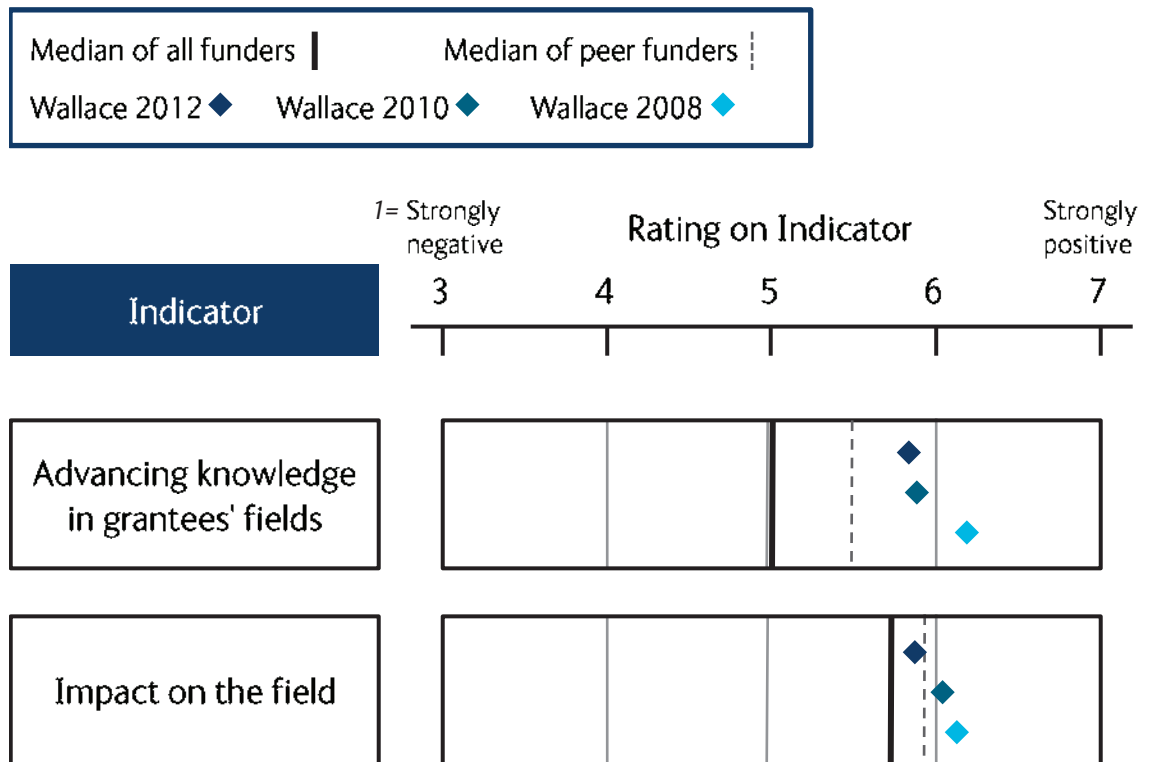 Median of all funders
Median of peer funders
Wallace 2012
Wallace 2010
Wallace 2008
1= Strongly
negative
Rating on Indicator
Strongly
positive
Indicator
3 4 5 6 7
Advancing knowledge
in grantees' fields
Impact on the field